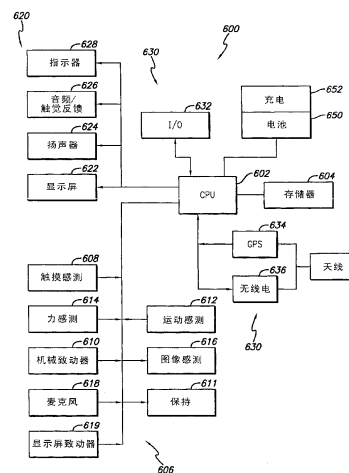 620
628
指示器
626
音频/
触觉反馈
624
扬声器
622
显示屏
600
630
632
I/O
652
充电
650
电池
602
CPU
604
存储器
634
GPS
636
无线电
天线
630
608
触摸感测
614
力感测
610
机械致动器
618
麦克风
619
显示屏致动器
612
运动感测
616
图像感测
611
保持
606